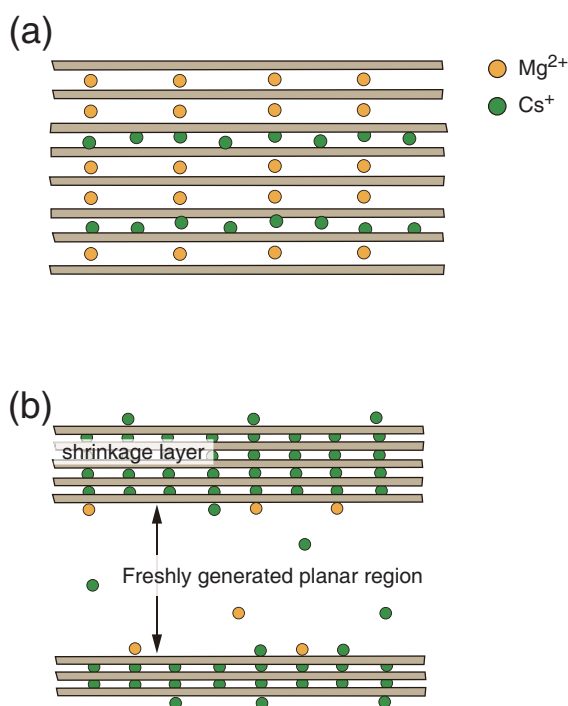 (a)
Mg²⁺
Cs⁺
(b)
shrinkage layer
Freshly generated planar region